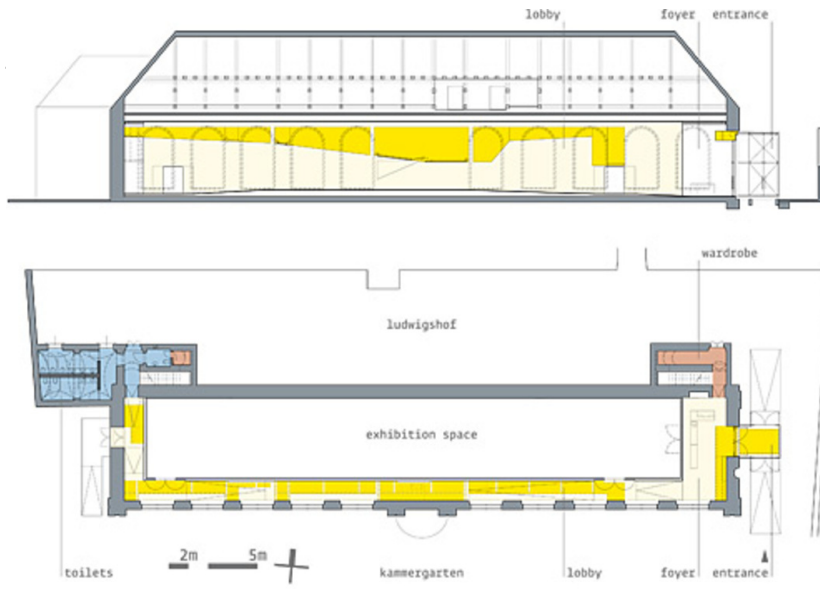 lobby foyer entrance
wardrobe
ludwigshof
exhibition space
2m 5m
toilets kammergarten lobby foyer entrance